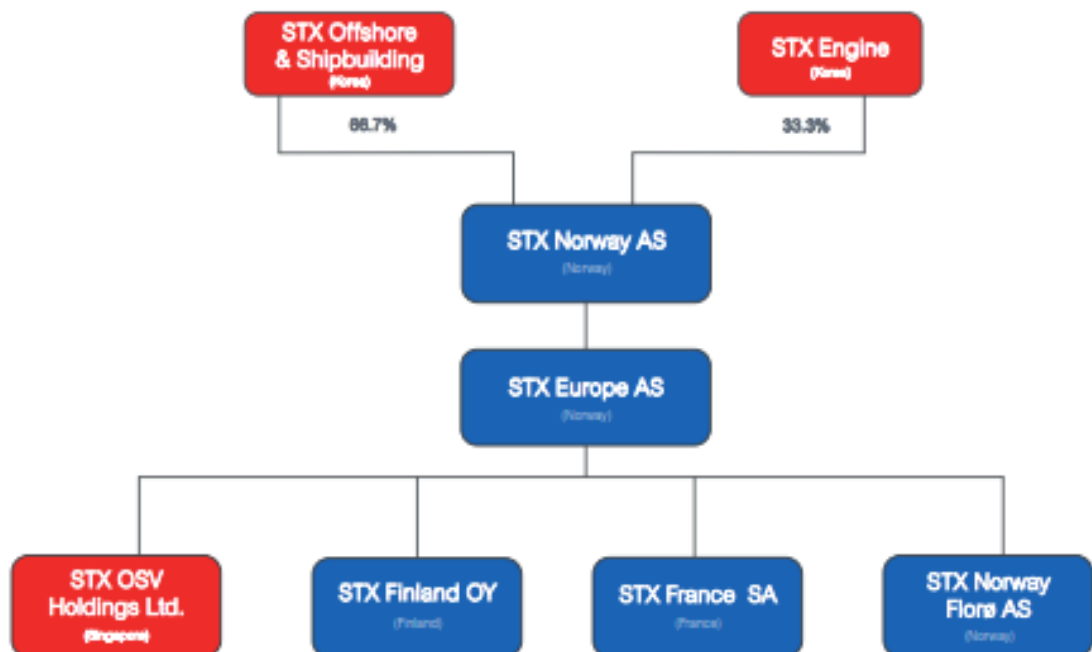 STX Offshore
& Shipbuilding
(Korea)
STX Engine
(Korea)
66.7%
33.3%
STX Norway AS
(Norway)
STX Europe AS
(Norway)
STX OSV
Holdings Ltd.
(Singapore)
STX Finland OY
(Finland)
STX France SA
(France)
STX Norway
Florø AS
(Norway)